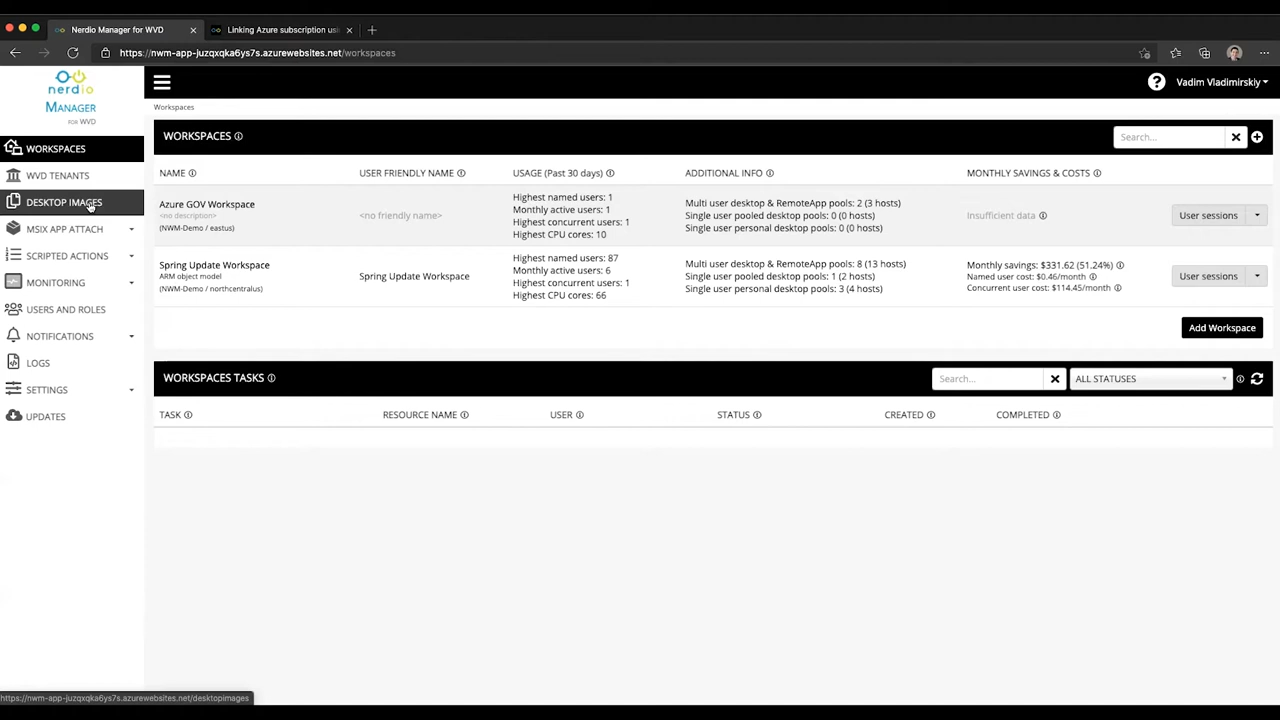 Nerdio Manager for WVD
Linking Azure subscription usi
https://nwm-app-juzqxqka6ys7s.azurewebsites.net/workspaces
nerdio
MANAGER
FOR WVD
Vadim Vladimirskiy
WORKSPACES
WVD TENANTS
DESKTOP IMAGES
MSIX APP ATTACH
SCRIPTED ACTIONS
MONITORING
USERS AND ROLES
NOTIFICATIONS
LOGS
SETTINGS
UPDATES
Workspaces
WORKSPACES
Search...
NAME USER FRIENDLY NAME USAGE (Past 30 days) ADDITIONAL INFO MONTHLY SAVINGS & COSTS
Azure GOV Workspace
<no description>
(NWM-Demo / eastus)
<no friendly name>
Highest named users: 1
Monthly active users: 1
Highest concurrent users: 1
Highest CPU cores: 10
Multi user desktop & RemoteApp pools: 2 (3 hosts)
Single user pooled desktop pools: 0 (0 hosts)
Single user personal desktop pools: 0 (0 hosts)
Insufficient data
User sessions
Spring Update Workspace
ARM object model
(NWM-Demo / northcentralus)
Spring Update Workspace
Highest named users: 87
Monthly active users: 6
Highest concurrent users: 1
Highest CPU cores: 66
Multi user desktop & RemoteApp pools: 8 (13 hosts)
Single user pooled desktop pools: 1 (2 hosts)
Single user personal desktop pools: 3 (4 hosts)
Monthly savings: $331.62 (51.24%)
Named user cost: $0.46/month
Concurrent user cost: $114.45/month
User sessions
Add Workspace
WORKSPACES TASKS
Search...
ALL STATUSES
TASK RESOURCE NAME USER STATUS CREATED COMPLETED
https://nwm-app-juzqxqka6ys7s.azurewebsites.net/desktopimages